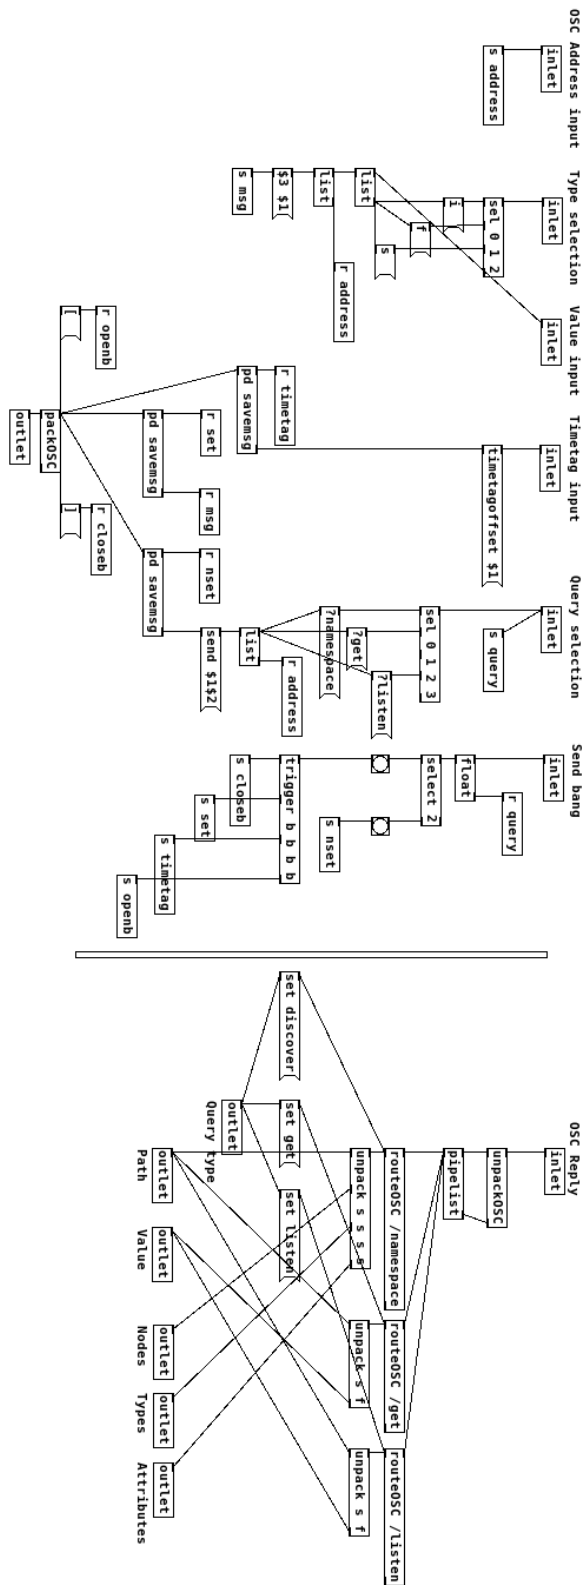 OSC Address input
inlet
s address
Type selection
inlet
sel 0 1 2
i
f
s
list
r address
list
$3 $1
s msg
Value input
inlet
Timetag input
inlet
timetagoffset $1
r timetag
pd savemsg
r set
r msg
pd savemsg
r openb
[
packOSC
outlet
r closeb
]
Query selection
inlet
s query
sel 0 1 2 3
?namespace
?get
?listen
r address
list
send $1$2
r nset
pd savemsg
Send bang
inlet
r query
float
select 2
s nset
trigger b b b b
s closeb
s set
s timetag
s openb
OSC Reply
inlet
unpackOSC
pipelist
routeOSC /namespace
routeOSC /get
routeOSC /listen
unpack s s s s
unpack s f
unpack s f
set discover
set get
set listen
outlet
Query type
outlet
Path
outlet
Value
outlet
Nodes
outlet
Types
outlet
Attributes